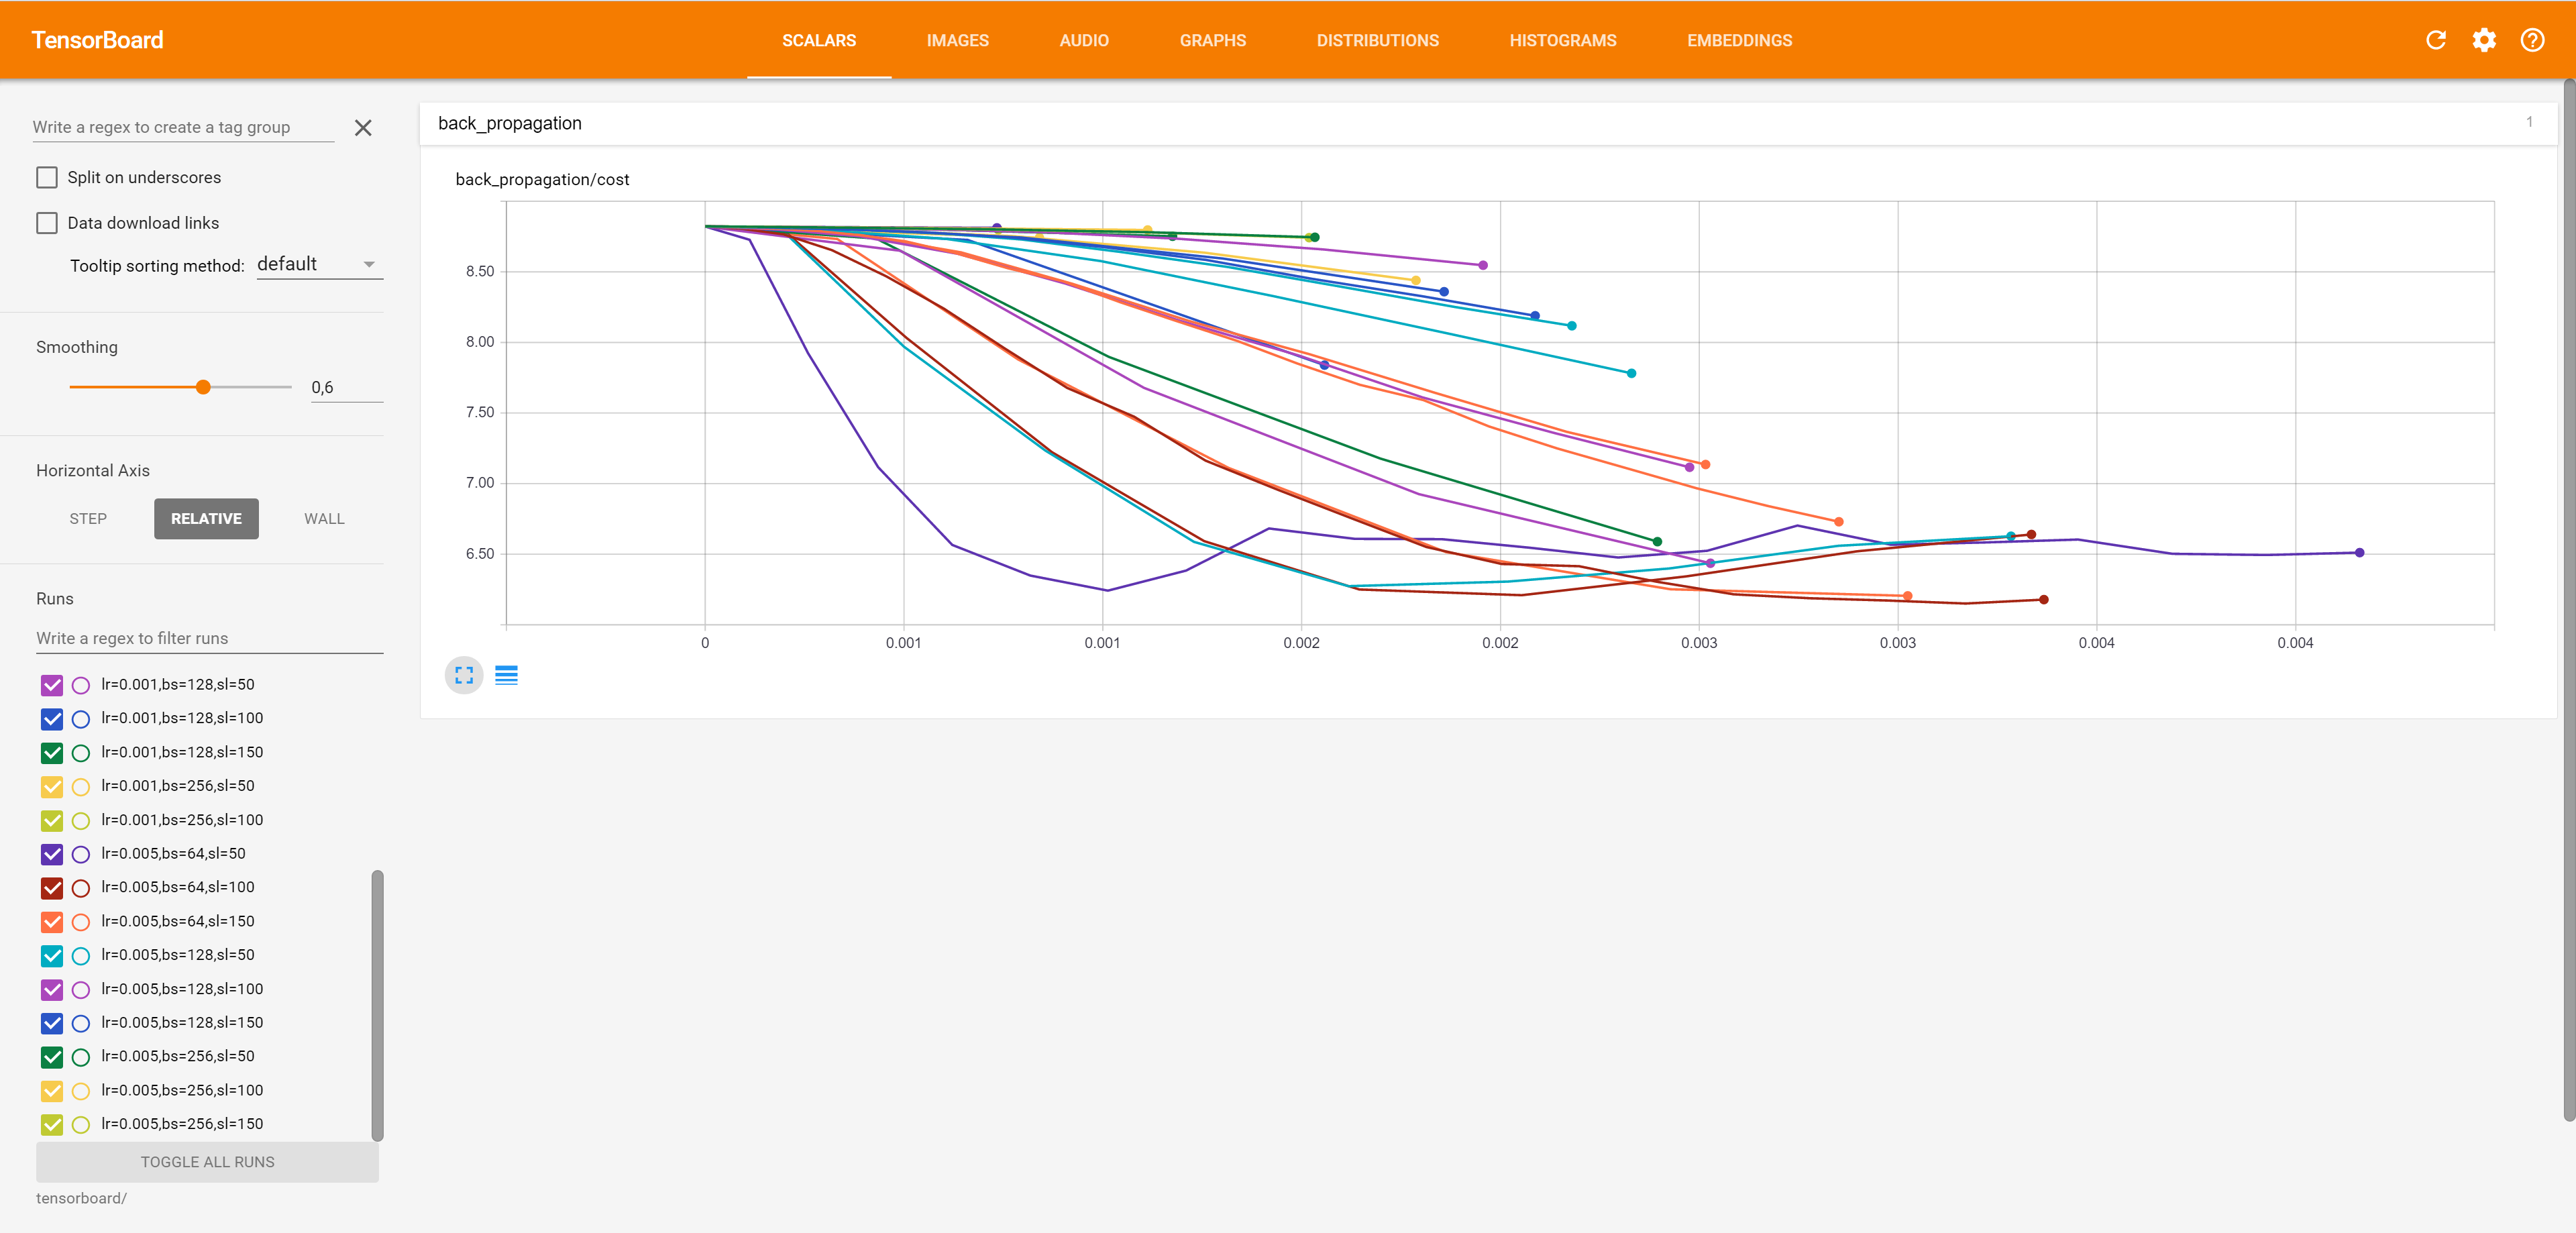 TensorBoard
SCALARS IMAGES AUDIO GRAPHS DISTRIBUTIONS HISTOGRAMS EMBEDDINGS
Write a regex to create a tag group
Split on underscores
Data download links
Tooltip sorting method: default
Smoothing
0,6
Horizontal Axis
STEP RELATIVE WALL
Runs
Write a regex to filter runs
lr=0.001,bs=128,sl=50
lr=0.001,bs=128,sl=100
lr=0.001,bs=128,sl=150
lr=0.001,bs=256,sl=50
lr=0.001,bs=256,sl=100
lr=0.005,bs=64,sl=50
lr=0.005,bs=64,sl=100
lr=0.005,bs=64,sl=150
lr=0.005,bs=128,sl=50
lr=0.005,bs=128,sl=100
lr=0.005,bs=128,sl=150
lr=0.005,bs=256,sl=50
lr=0.005,bs=256,sl=100
lr=0.005,bs=256,sl=150
TOGGLE ALL RUNS
tensorboard/
back_propagation 1
back_propagation/cost
8.50
8.00
7.50
7.00
6.50
0 0.001 0.001 0.002 0.002 0.003 0.003 0.004 0.004